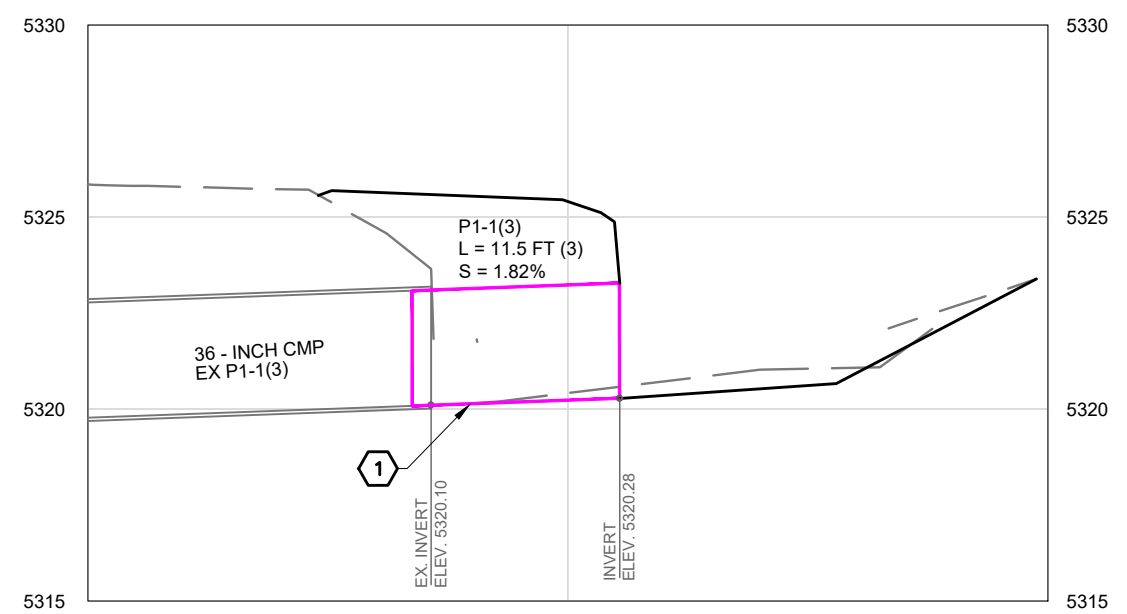 5330
5330
5325
5325
P1-1(3)
L = 11.5 FT (3)
S = 1.82%
36 - INCH CMP
EX P1-1(3)
5320
5320
1
EX. INVERT
ELEV. 5320.10
INVERT
ELEV. 5320.28
5315
5315